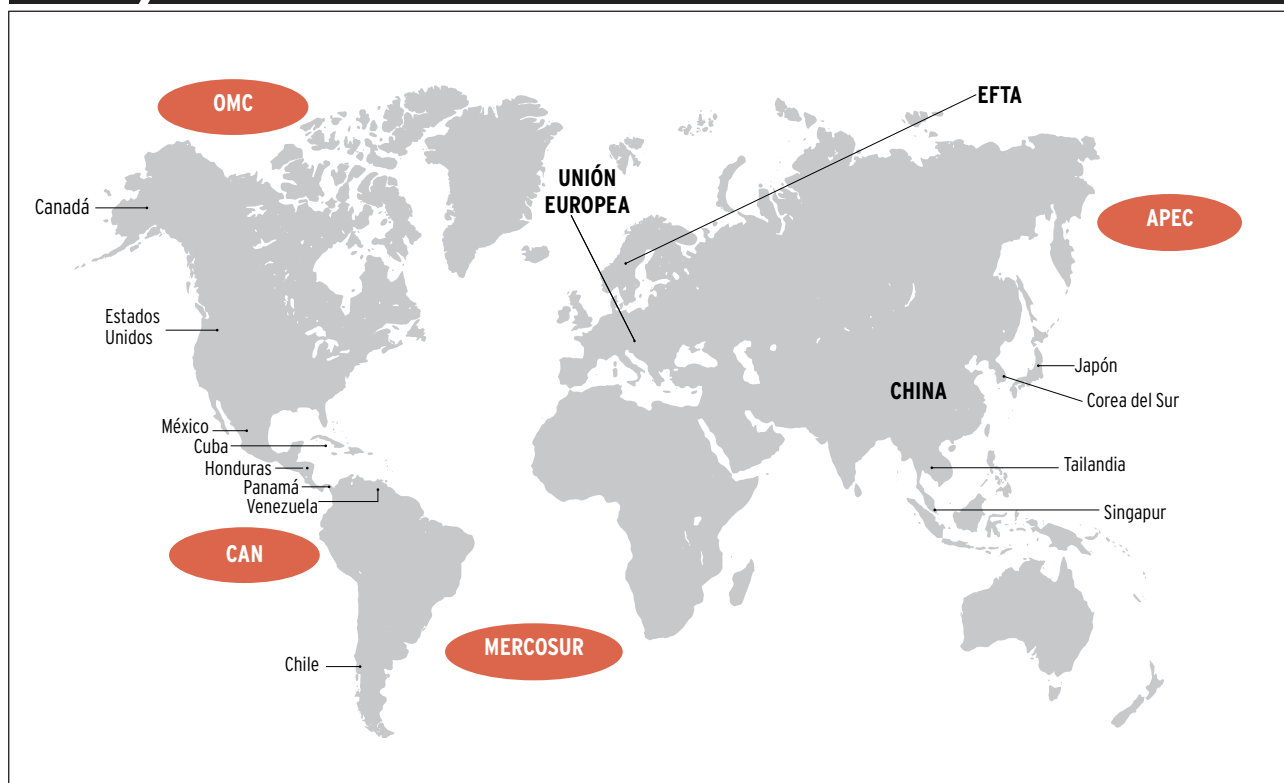 OMC
EFTA
UNIÓN
EUROPEA
Canadá
APEC
Estados
Unidos
Japón
CHINA
Corea del Sur
México
Cuba
Honduras
Tailandia
Panamá
Venezuela
Singapur
CAN
MERCOSUR
Chile